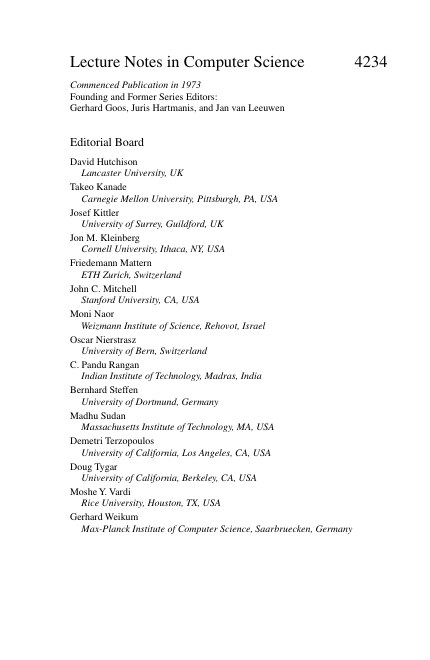 Lecture Notes in Computer Science 4234
Commenced Publication in 1973
Founding and Former Series Editors:
Gerhard Goos, Juris Hartmanis, and Jan van Leeuwen
Editorial Board
David Hutchison
Lancaster University, UK
Takeo Kanade
Carnegie Mellon University, Pittsburgh, PA, USA
Josef Kittler
University of Surrey, Guildford, UK
Jon M. Kleinberg
Cornell University, Ithaca, NY, USA
Friedemann Mattern
ETH Zurich, Switzerland
John C. Mitchell
Stanford University, CA, USA
Moni Naor
Weizmann Institute of Science, Rehovot, Israel
Oscar Nierstrasz
University of Bern, Switzerland
C. Pandu Rangan
Indian Institute of Technology, Madras, India
Bernhard Steffen
University of Dortmund, Germany
Madhu Sudan
Massachusetts Institute of Technology, MA, USA
Demetri Terzopoulos
University of California, Los Angeles, CA, USA
Doug Tygar
University of California, Berkeley, CA, USA
Moshe Y. Vardi
Rice University, Houston, TX, USA
Gerhard Weikum
Max-Planck Institute of Computer Science, Saarbruecken, Germany